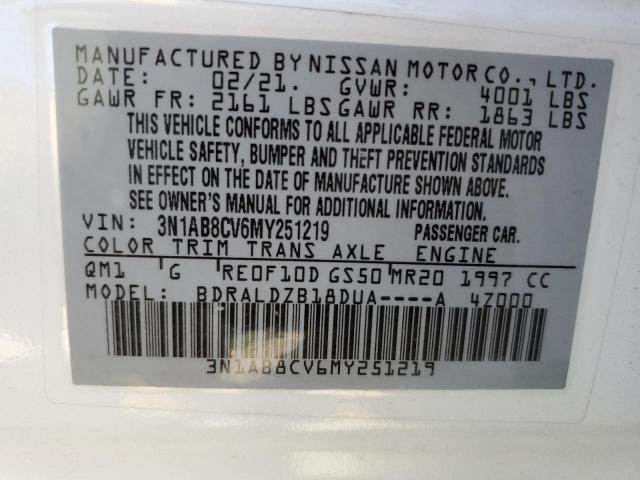 MANUFACTURED BY NISSAN MOTOR CO., LTD.
DATE: 02/21. GVWR: 4001 LBS
GAWR FR: 2161 LBS GAWR RR: 1863 LBS
THIS VEHICLE CONFORMS TO ALL APPLICABLE FEDERAL MOTOR
VEHICLE SAFETY, BUMPER AND THEFT PREVENTION STANDARDS
IN EFFECT ON THE DATE OF MANUFACTURE SHOWN ABOVE.
SEE OWNER'S MANUAL FOR ADDITIONAL INFORMATION.
VIN: 3N1AB8CV6MY251219 PASSENGER CAR.
COLOR TRIM TRANS AXLE ENGINE
QM1 G RE0F10D GS50 MR20 1997 CC
MODEL: BDRALDZB18DUA----A 4Z000
3N1AB8CV6MY251219